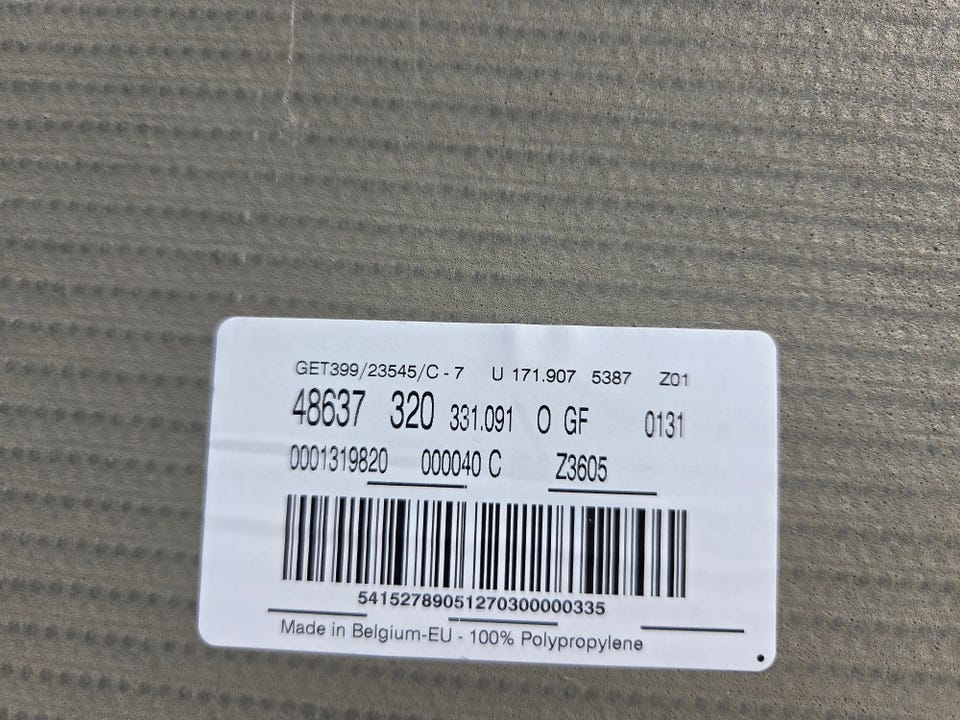 GET399/23545/C - 7 U 171.907 5387 Z01
48637 320 331.091 O GF 0131
0001319820 000040 C Z3605
541527890512703000000335
Made in Belgium-EU - 100% Polypropylene